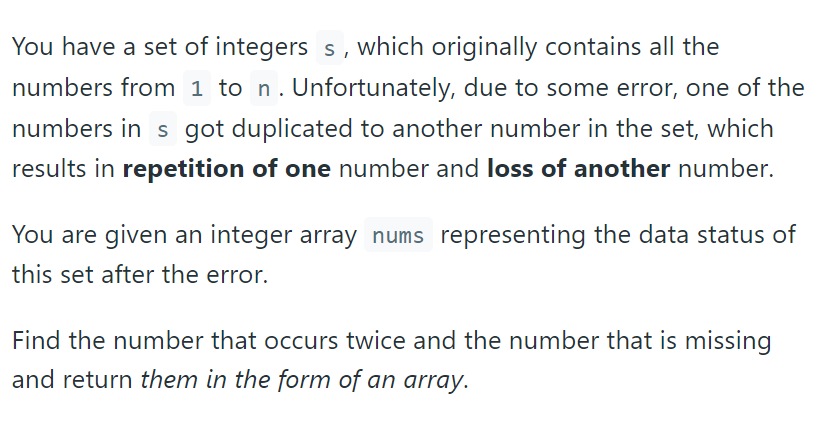 You have a set of integers s, which originally contains all the
numbers from 1 to n. Unfortunately, due to some error, one of the
numbers in s got duplicated to another number in the set, which
results in repetition of one number and loss of another number.
You are given an integer array nums representing the data status of
this set after the error.
Find the number that occurs twice and the number that is missing
and return them in the form of an array.